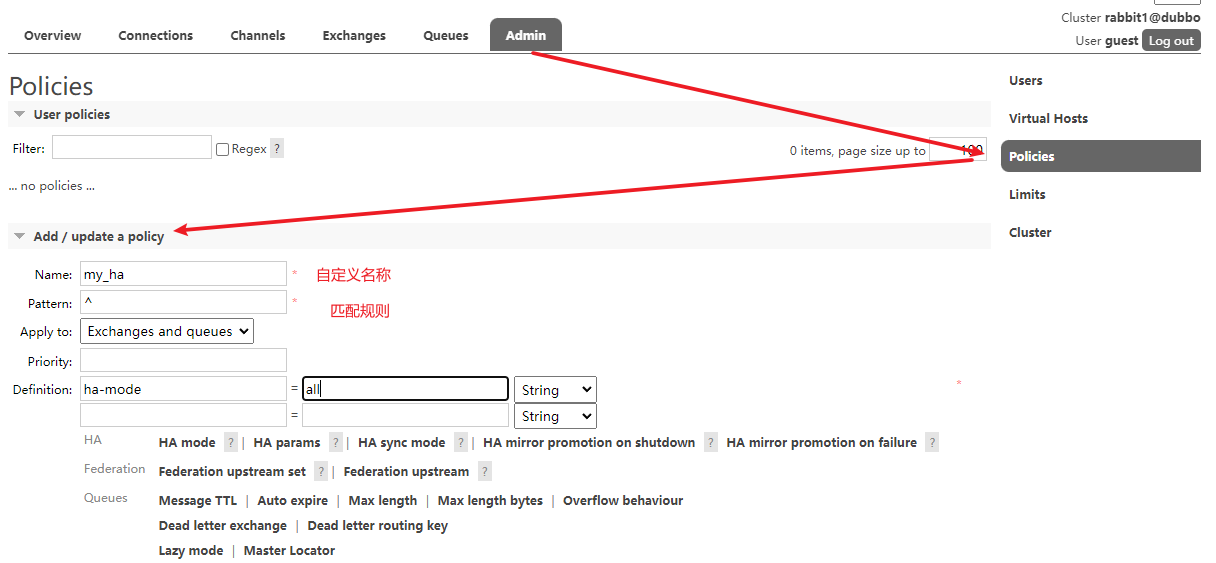 Cluster rabbit1@dubbo
User guest Log out
Overview Connections Channels Exchanges Queues Admin
Policies
User policies
Filter: Regex ?
0 items, page size up to 100
... no policies ...
Add / update a policy
Name: my_ha * 自定义名称
Pattern: ^ * 匹配规则
Apply to: Exchanges and queues
Priority:
Definition: ha-mode = all String *
= String
HA HA mode ? | HA params ? | HA sync mode ? | HA mirror promotion on shutdown ? HA mirror promotion on failure ?
Federation Federation upstream set ? | Federation upstream ?
Queues Message TTL | Auto expire | Max length | Max length bytes | Overflow behaviour
Dead letter exchange | Dead letter routing key
Lazy mode | Master Locator
Users
Virtual Hosts
Policies
Limits
Cluster